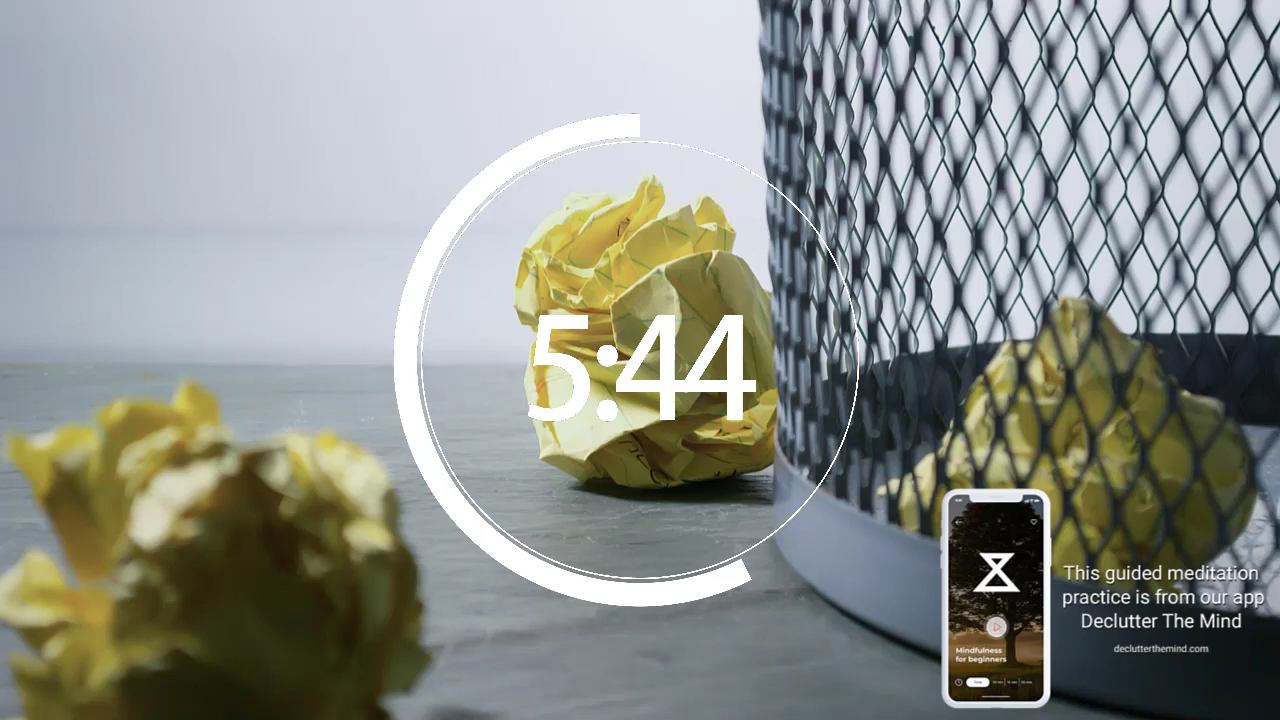 5:44
This guided meditation
practice is from our app
Declutter The Mind
declutterthemind.com
Mindfulness
for beginners